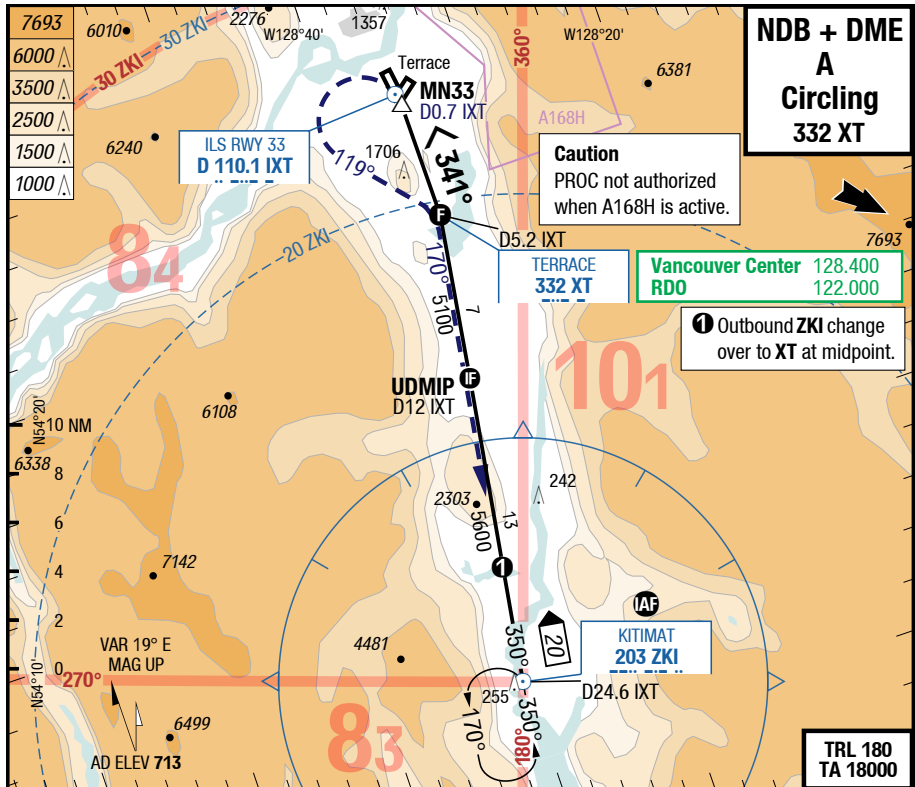 7693
6000
3500
2500
1500
1000
6010
2276
1357
W128°40'
30 ZKI
30 ZKI
360°
W128°20'
6381
NDB + DME
A
Circling
332 XT
Terrace
MN33
D0.7 IXT
A168H
6240
ILS RWY 33
D 110.1 IXT
119°
1706
341°
Caution
PROC not authorized
when A168H is active.
F
D5.2 IXT
7693
84
20 ZKI
170°
5100
7
TERRACE
332 XT
Vancouver Center 128.400
RDO 122.000
1 Outbound ZKI change
over to XT at midpoint.
101
UDMIP
IF
D12 IXT
6108
N54°20'
10 NM
6338
8
6
4
2
0
2303
242
5600
13
7142
1
IAF
VAR 19° E
MAG UP
4481
350°
20
KITIMAT
203 ZKI
N54°10'
270°
255
D24.6 IXT
170°
350°
180°
83
6499
AD ELEV 713
TRL 180
TA 18000